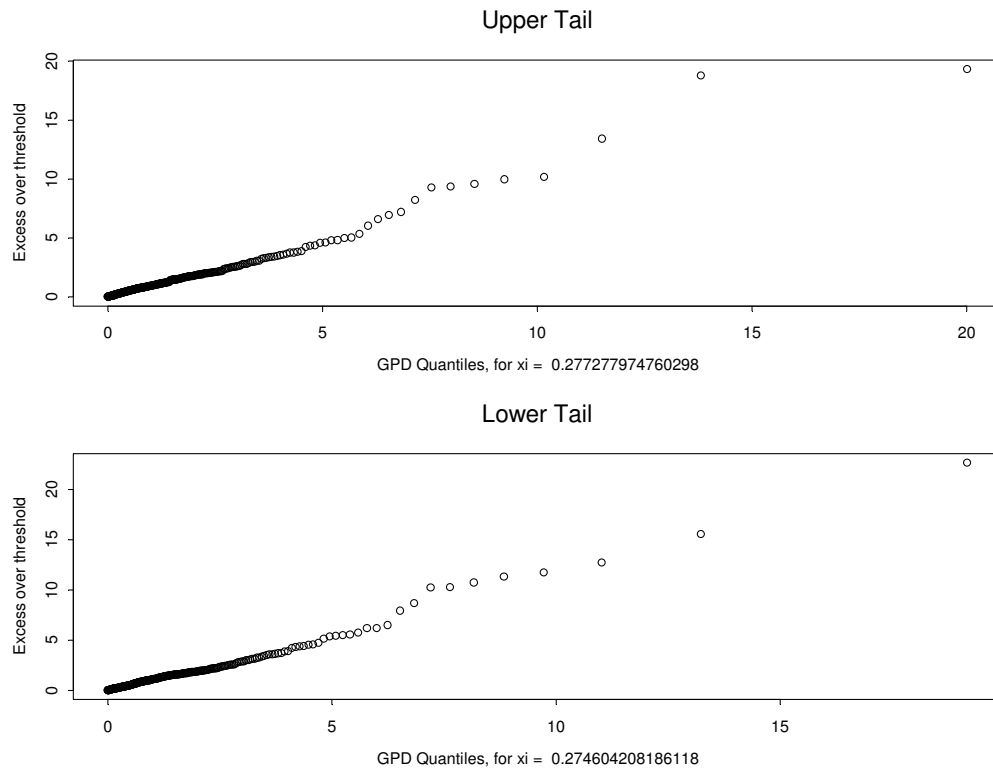 Upper Tail
20
15
10
5
0
Excess over threshold
0 5 10 15 20
GPD Quantiles, for xi = 0.277277974760298
Lower Tail
20
15
10
5
0
Excess over threshold
0 5 10 15
GPD Quantiles, for xi = 0.274604208186118